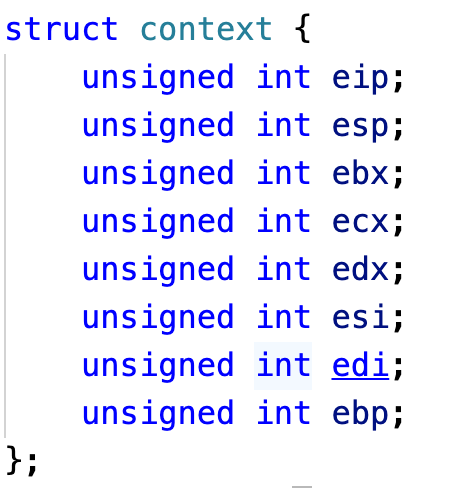 struct context {
    unsigned int eip;
    unsigned int esp;
    unsigned int ebx;
    unsigned int ecx;
    unsigned int edx;
    unsigned int esi;
    unsigned int edi;
    unsigned int ebp;
};